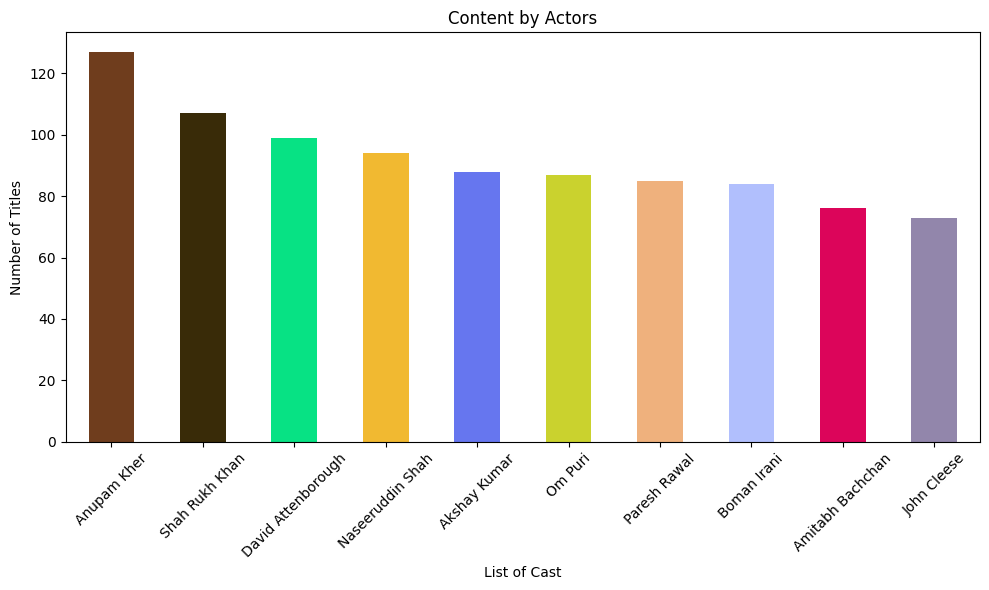 Content by Actors
Number of Titles
120
100
80
60
40
20
0
Anupam Kher
Shah Rukh Khan
David Attenborough
Naseeruddin Shah
Akshay Kumar
Om Puri
Paresh Rawal
Boman Irani
Amitabh Bachchan
John Cleese
List of Cast